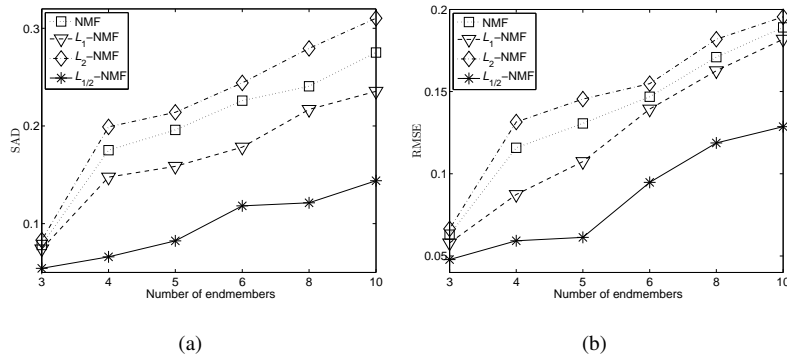 0.3
0.2
0.1
SAD
NMF
L1-NMF
L2-NMF
L1/2-NMF
3 4 5 6 8 10
Number of endmembers
(a)
0.20
0.15
0.1
0.05
RMSE
NMF
L1-NMF
L2-NMF
L1/2-NMF
3 4 5 6 8 10
Number of endmembers
(b)